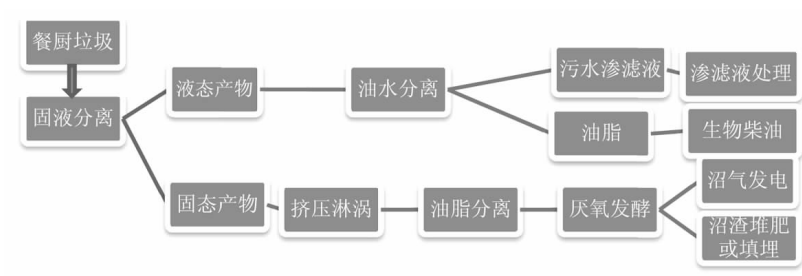 餐厨垃圾
固液分离
液态产物
油水分离
污水渗滤液
渗滤液处理
油脂
生物柴油
固态产物
挤压淋涡
油脂分离
厌氧发酵
沼气发电
沼渣堆肥
或填埋